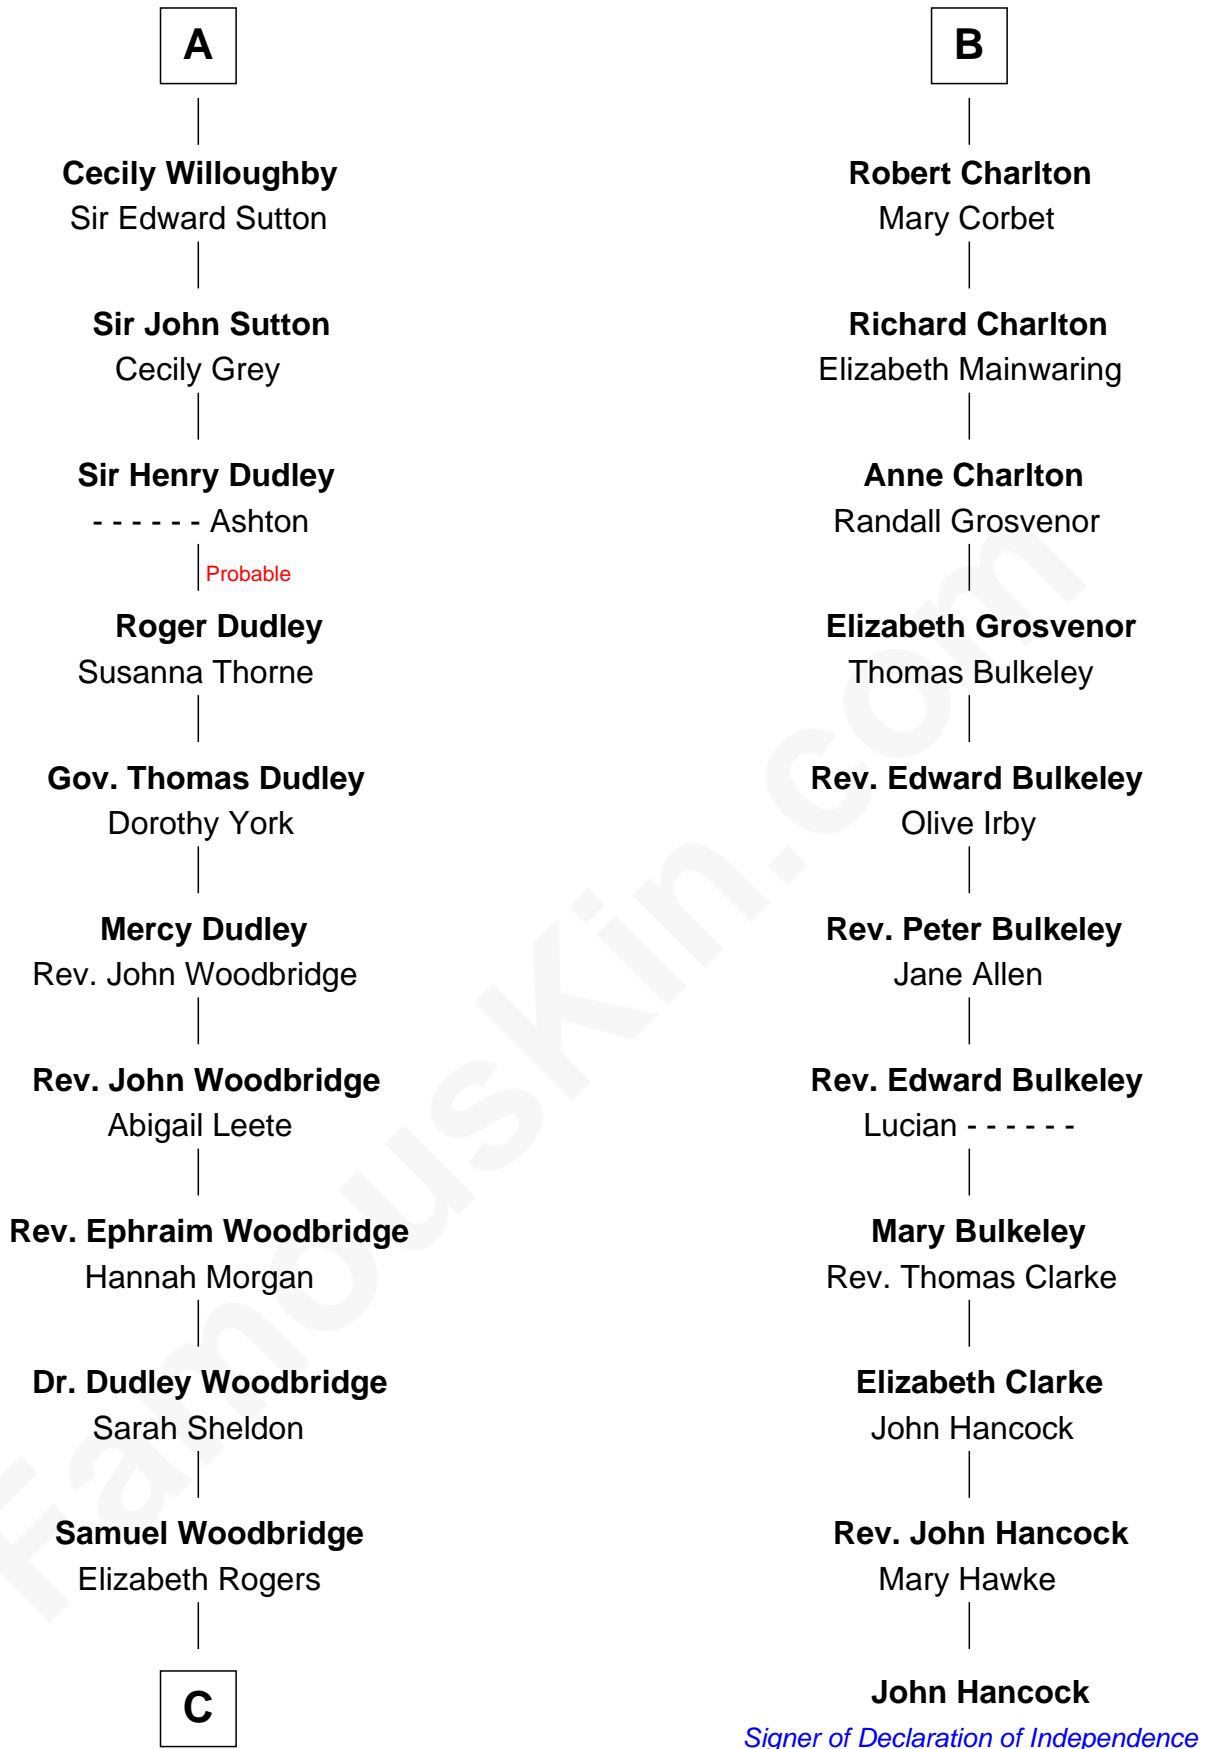 A
Cecily Willoughby
Sir Edward Sutton
Sir John Sutton
Cecily Grey
Sir Henry Dudley
- - - - - - Ashton
Probable
Roger Dudley
Susanna Thorne
Gov. Thomas Dudley
Dorothy York
Mercy Dudley
Rev. John Woodbridge
Rev. John Woodbridge
Abigail Leete
Rev. Ephraim Woodbridge
Hannah Morgan
Dr. Dudley Woodbridge
Sarah Sheldon
Samuel Woodbridge
Elizabeth Rogers
C
B
Robert Charlton
Mary Corbet
Richard Charlton
Elizabeth Mainwaring
Anne Charlton
Randall Grosvenor
Elizabeth Grosvenor
Thomas Bulkeley
Rev. Edward Bulkeley
Olive Irby
Rev. Peter Bulkeley
Jane Allen
Rev. Edward Bulkeley
Lucian - - - - - -
Mary Bulkeley
Rev. Thomas Clarke
Elizabeth Clarke
John Hancock
Rev. John Hancock
Mary Hawke
John Hancock
Signer of Declaration of Independence
FamousKin.com